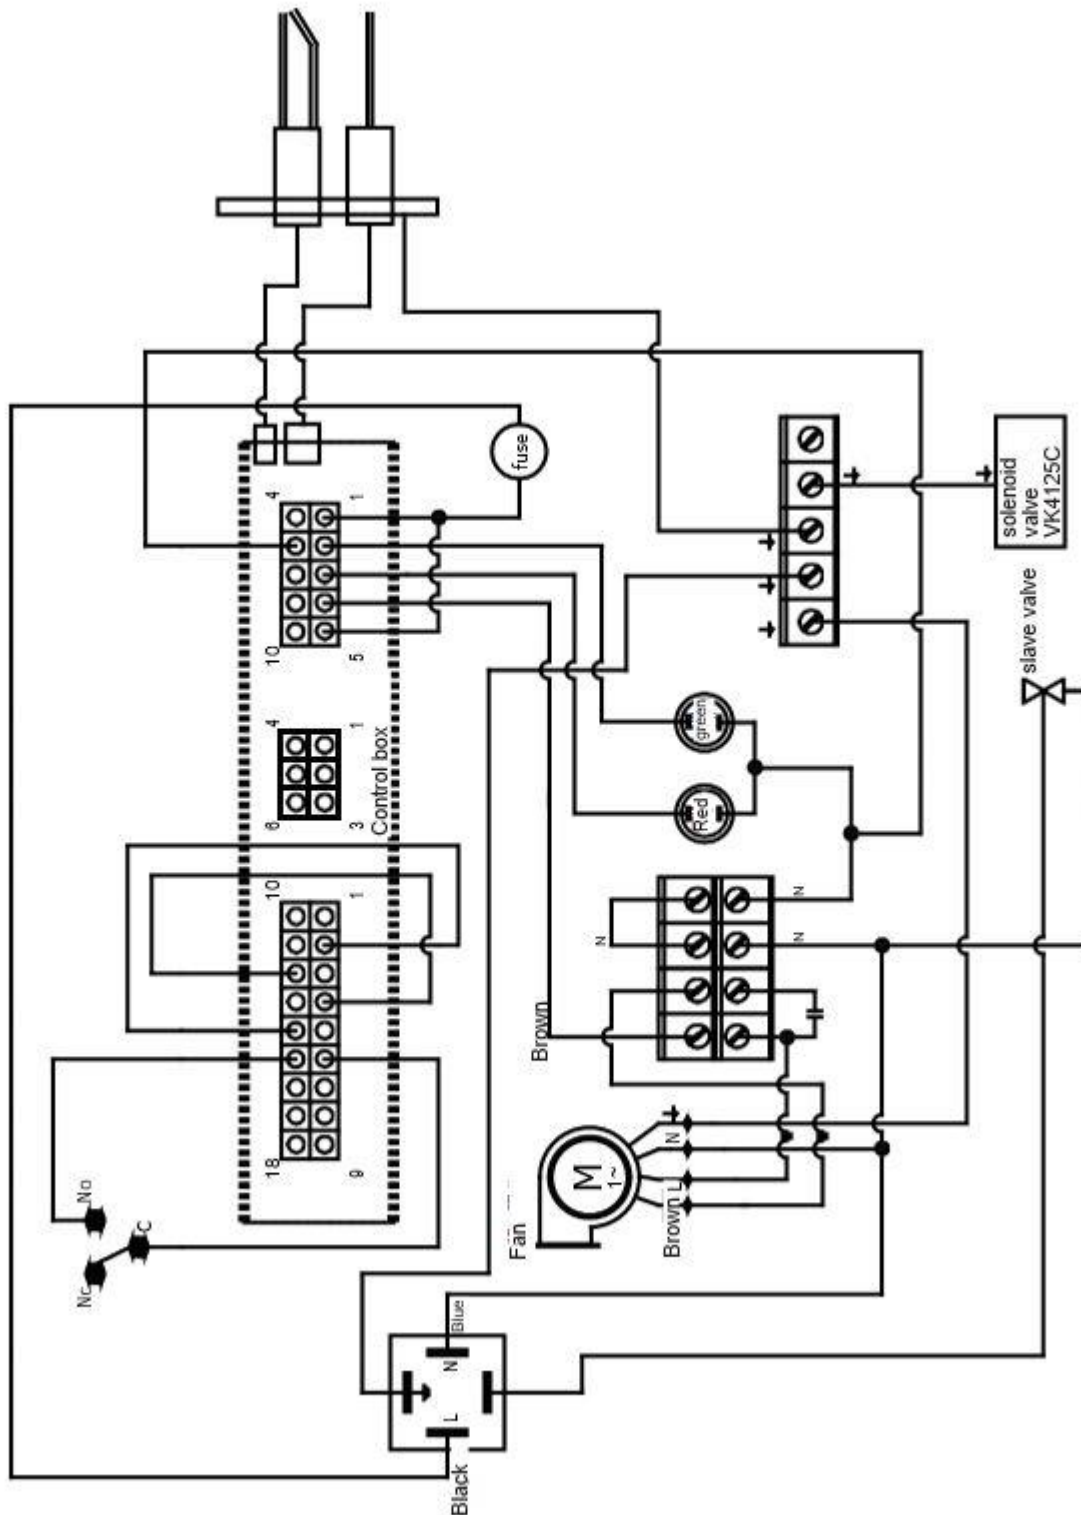 fuse
4
1
10
5
4
1
6
3
Control box
10
1
18
9
No
Nc
C
solenoid
valve
VK4125C
slave valve
green
Red
N
N
N
Brown
Fan
M
1~
N
Brown L
Blue
N
L
Black